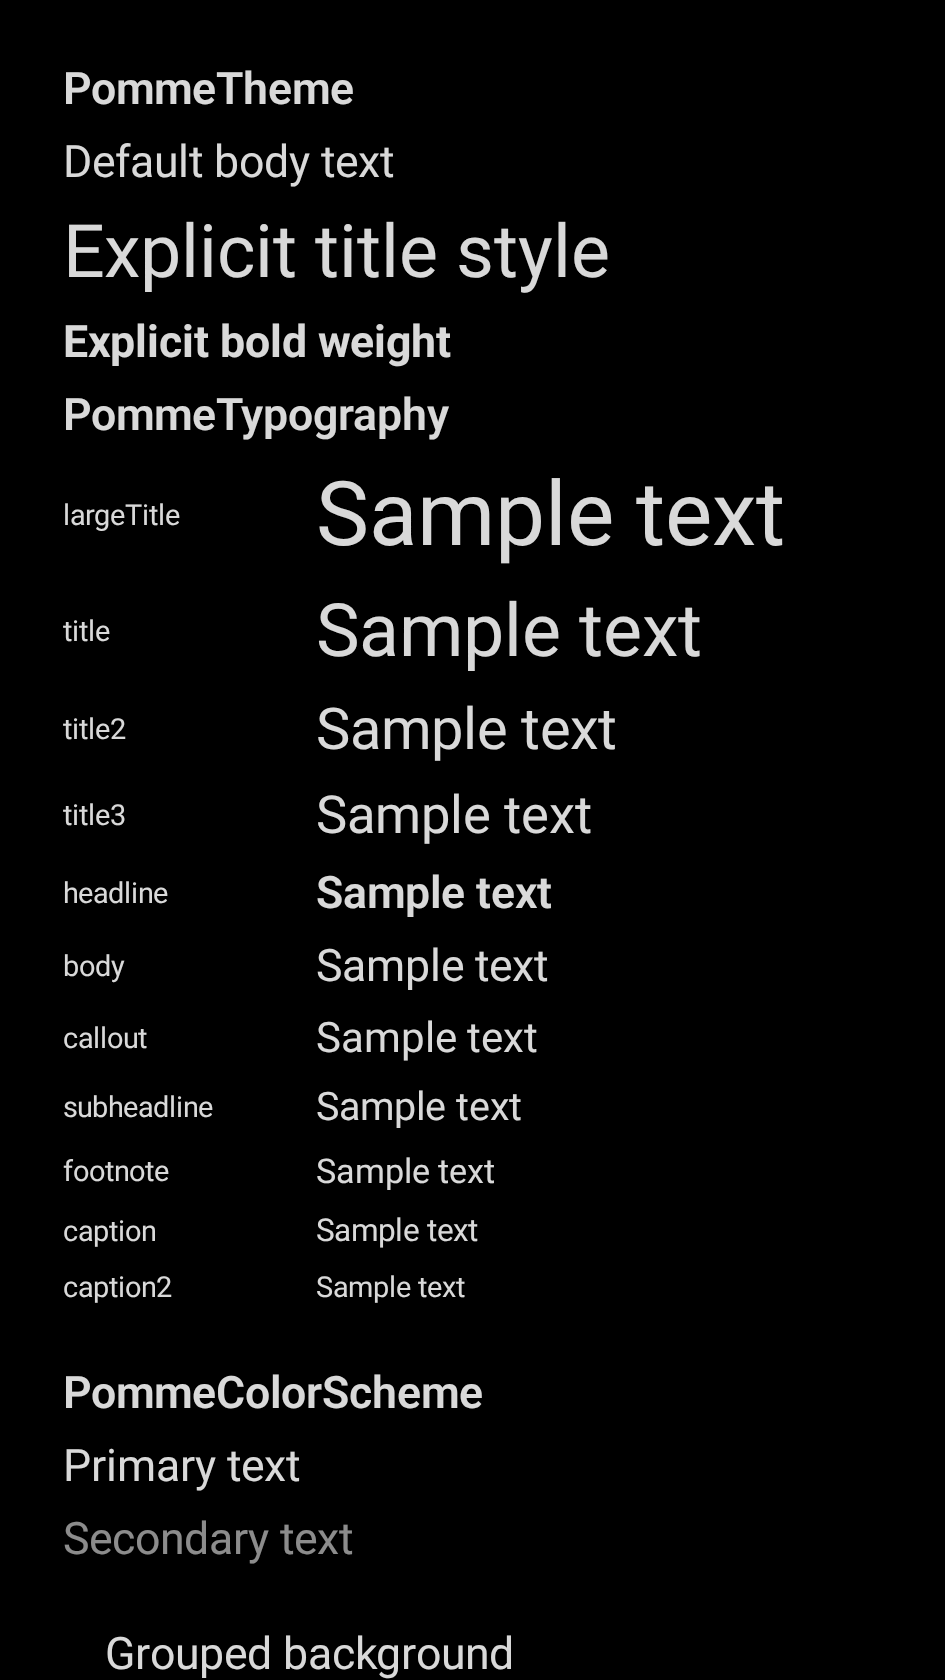 PommeTheme
Default body text
Explicit title style
Explicit bold weight
PommeTypography
largeTitle Sample text
title Sample text
title2 Sample text
title3 Sample text
headline Sample text
body Sample text
callout Sample text
subheadline Sample text
footnote Sample text
caption Sample text
caption2 Sample text
PommeColorScheme
Primary text
Secondary text
Grouped background